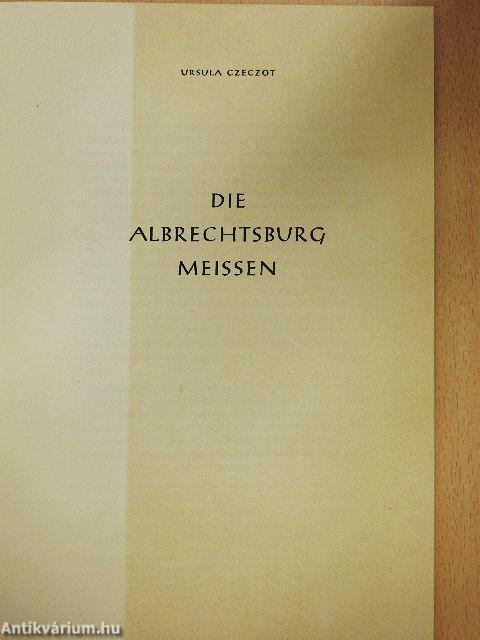 URSULA CZECZOT
DIE
ALBRECHTSBURG
MEISSEN
Antikvárium.hu